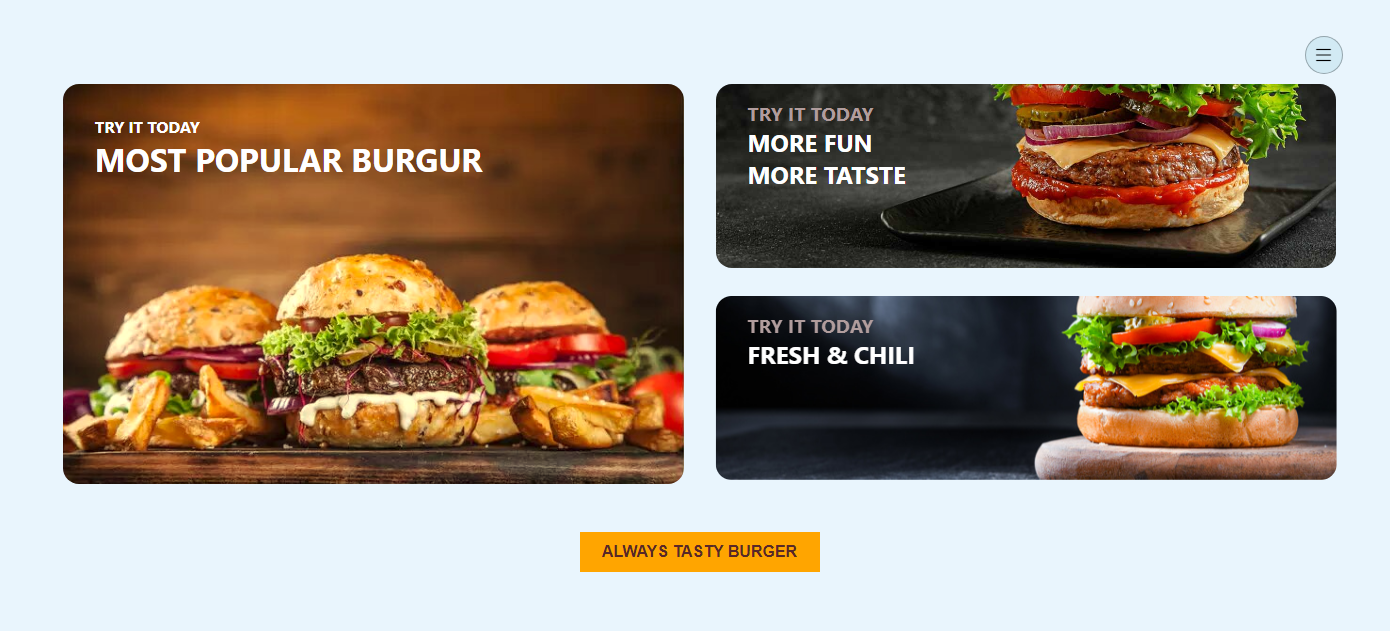 TRY IT TODAY
MOST POPULAR BURGUR
TRY IT TODAY
MORE FUN
MORE TATSTE
TRY IT TODAY
FRESH & CHILI
ALWAYS TASTY BURGER